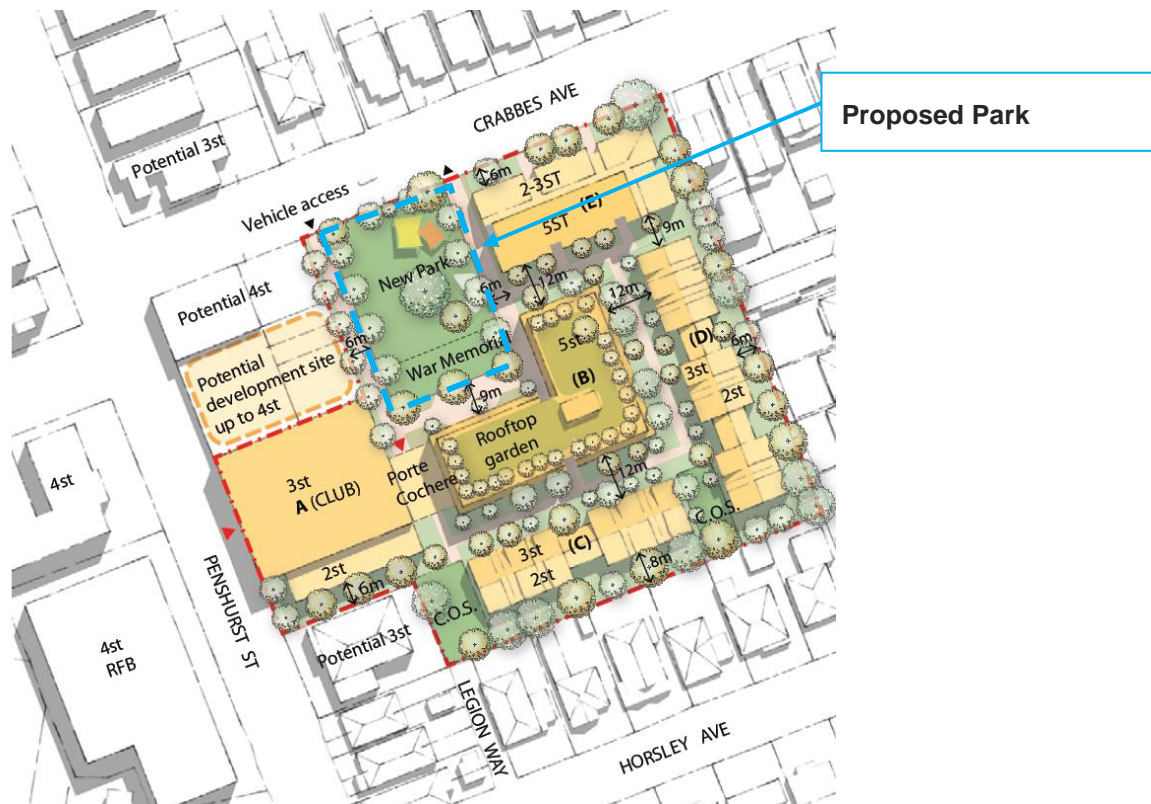 Proposed Park
CRABBES AVE
Potential 3st
Vehicle access
6m
2-3ST
(E)
5ST
9m
New Park
6m
12m
12m
Potential 4st
War Memorial
6m
Potential
development site
up to 4st
9m
5st
(B)
(D)
6m
3st
2st
Rooftop
garden
4st
3st
A (CLUB)
Porte
Cochere
12m
C.O.S.
3st
(C)
2st
8m
2st
6m
C.O.S.
PENSHURST ST
4st
RFB
Potential 3st
LEGION WAY
HORSLEY AVE